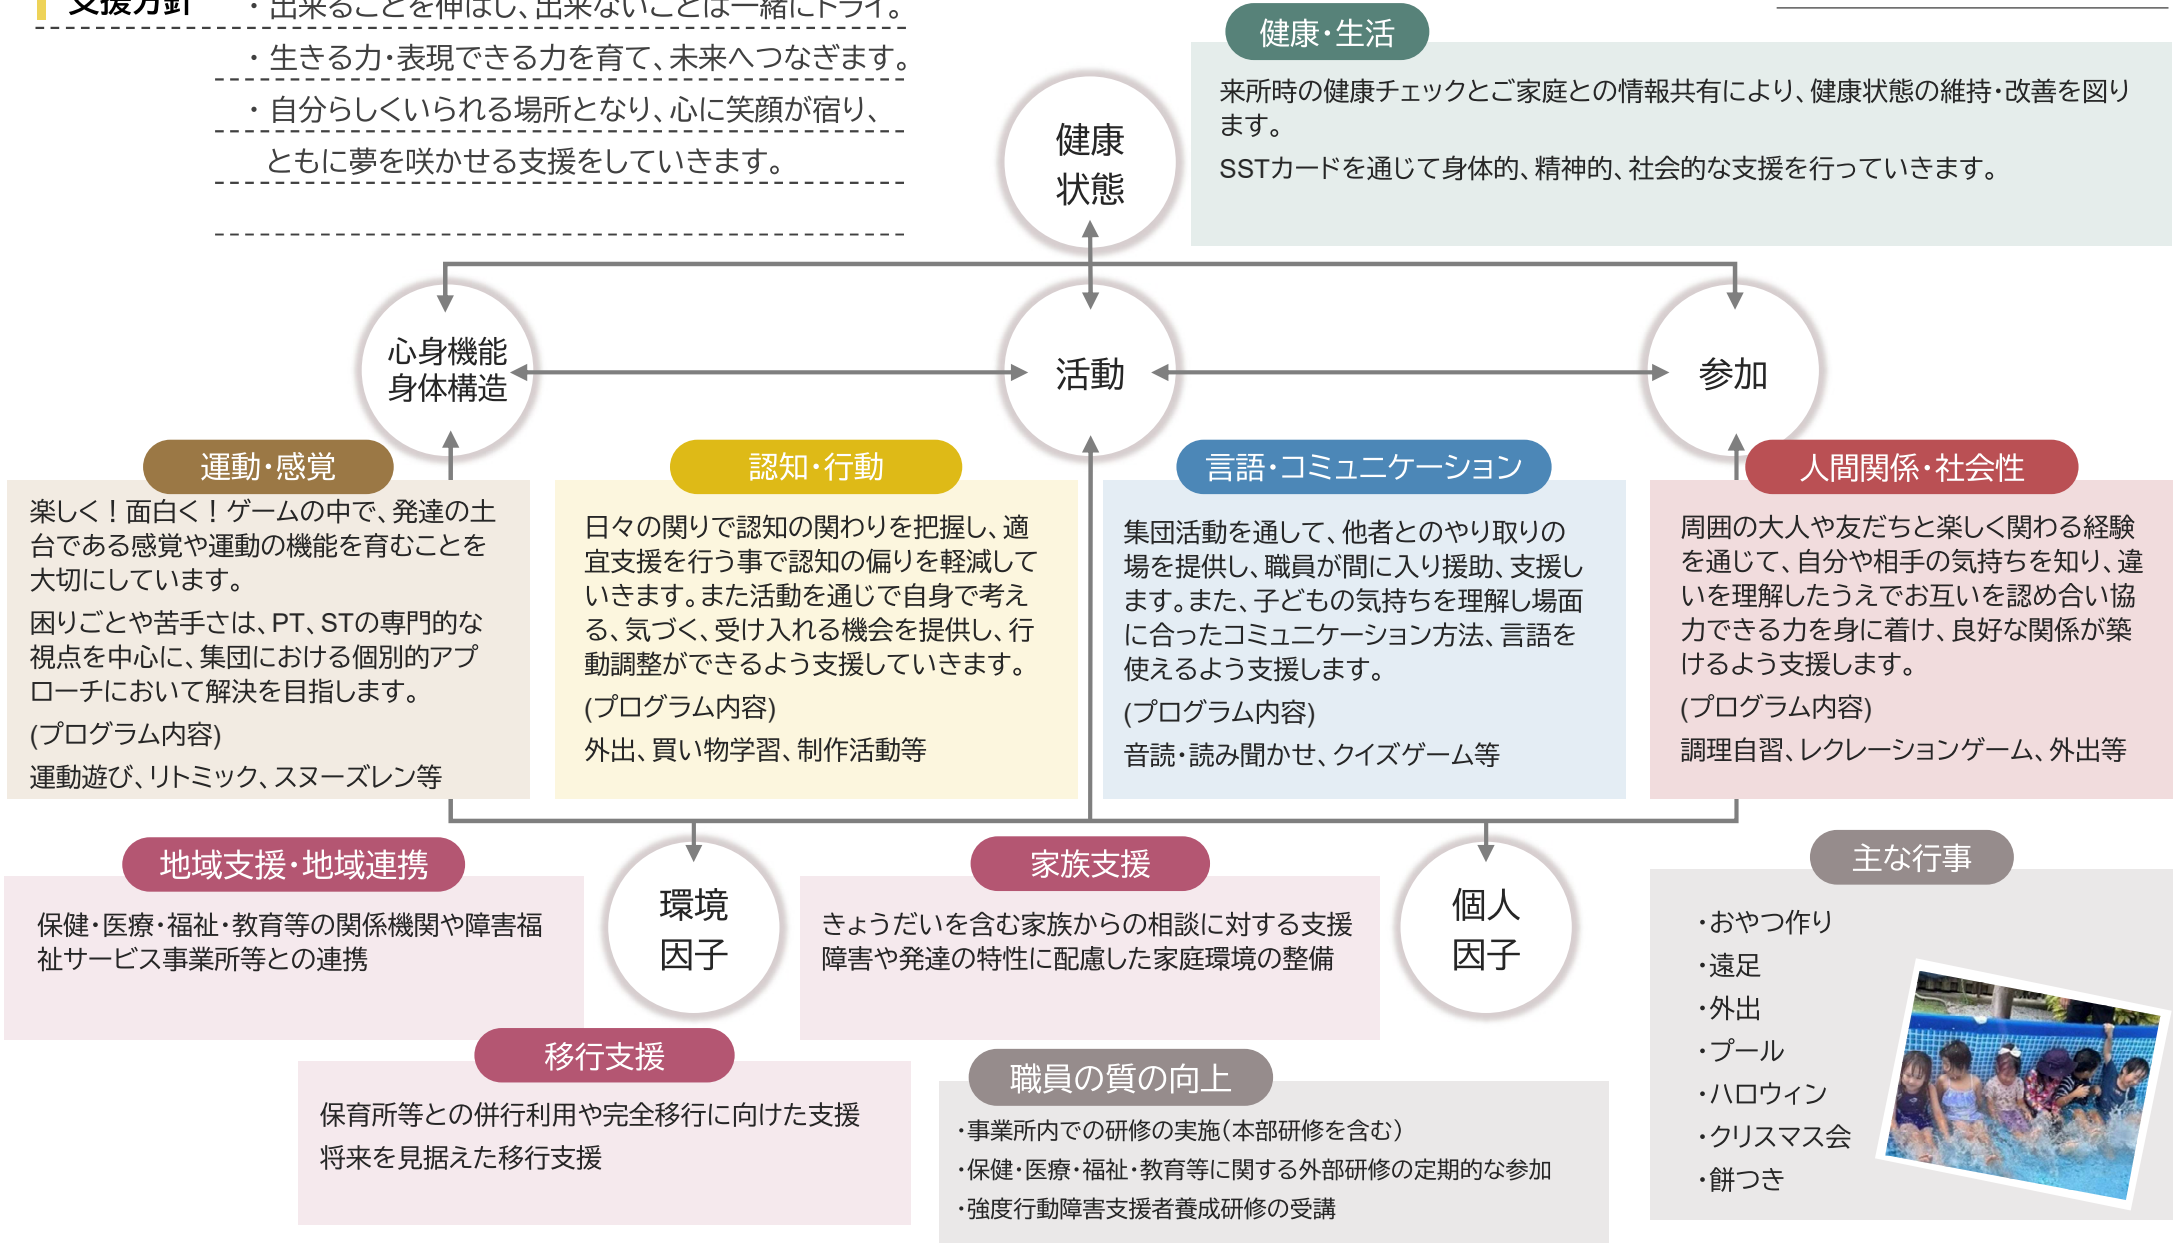 支援方針
・ 出来ることを伸ばし、出来ないことは一緒にトライ。
・ 生きる力・表現できる力を育て、未来へつなぎます。
・ 自分らしくいられる場所となり、心に笑顔が宿り、
ともに夢を咲かせる支援をしていきます。
健康・生活
来所時の健康チェックとご家庭との情報共有により、健康状態の維持・改善を図り
ます。
SSTカードを通じて身体的、精神的、社会的な支援を行っていきます。
健康
状態
心身機能
身体構造
活動
参加
運動・感覚
楽しく！面白く！ゲームの中で、発達の土
台である感覚や運動の機能を育むことを
大切にしています。
困りごとや苦手さは、PT、STの専門的な
視点を中心に、集団における個別的アプ
ローチにおいて解決を目指します。
(プログラム内容)
運動遊び、リトミック、スヌーズレン等
認知・行動
日々の関りで認知の関わりを把握し、適
宜支援を行う事で認知の偏りを軽減して
いきます。また活動を通じで自身で考え
る、気づく、受け入れる機会を提供し、行
動調整ができるよう支援していきます。
(プログラム内容)
外出、買い物学習、制作活動等
言語・コミュニケーション
集団活動を通して、他者とのやり取りの
場を提供し、職員が間に入り援助、支援し
ます。また、子どもの気持ちを理解し場面
に合ったコミュニケーション方法、言語を
使えるよう支援します。
(プログラム内容)
音読・読み聞かせ、クイズゲーム等
人間関係・社会性
周囲の大人や友だちと楽しく関わる経験
を通じて、自分や相手の気持ちを知り、違
いを理解したうえでお互いを認め合い協
力できる力を身に着け、良好な関係が築
けるよう支援します。
(プログラム内容)
調理自習、レクレーションゲーム、外出等
地域支援・地域連携
保健・医療・福祉・教育等の関係機関や障害福
祉サービス事業所等との連携
環境
因子
家族支援
きょうだいを含む家族からの相談に対する支援
障害や発達の特性に配慮した家庭環境の整備
個人
因子
主な行事
・おやつ作り
・遠足
・外出
・プール
・ハロウィン
・クリスマス会
・餅つき
移行支援
保育所等との併行利用や完全移行に向けた支援
将来を見据えた移行支援
職員の質の向上
・事業所内での研修の実施（本部研修を含む）
・保健・医療・福祉・教育等に関する外部研修の定期的な参加
・強度行動障害支援者養成研修の受講